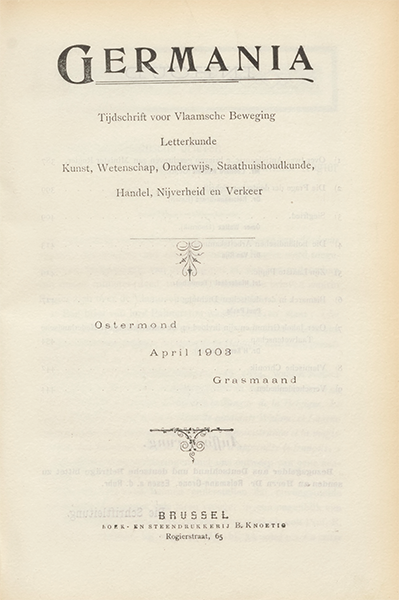 GERMANIA
Tijdschrift voor Vlaamsche Beweging
Letterkunde
Kunst, Wetenschap, Onderwijs, Staathuishoudkunde,
Handel, Nijverheid en Verkeer
Ostermond
April 1903
Grasmaand
BRUSSEL
BOEK- EN STEENDRUKKERIJ E. KNOETIG
Rogierstraat, 65